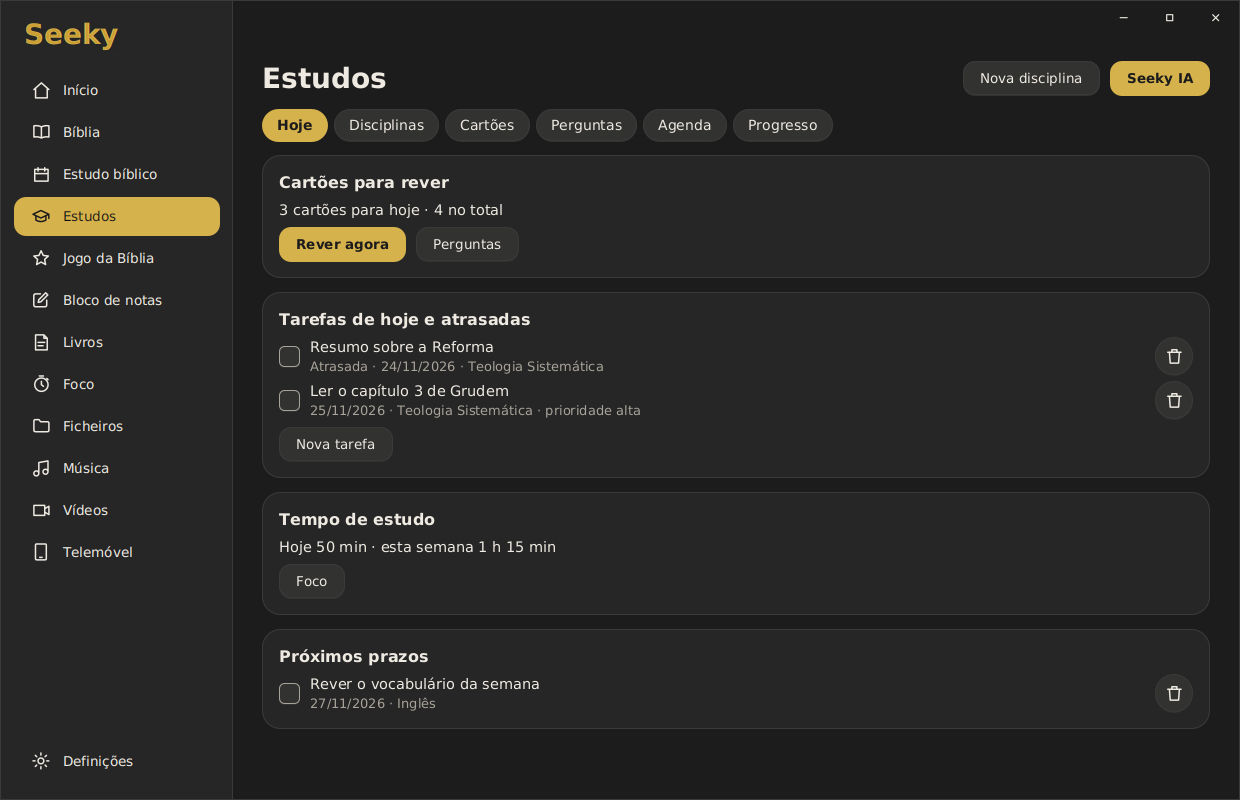 Seeky
Início
Bíblia
Estudo bíblico
Estudos
Jogo da Bíblia
Bloco de notas
Livros
Foco
Ficheiros
Música
Vídeos
Telemóvel
Definições
Estudos
Nova disciplina
Seeky IA
Hoje
Disciplinas
Cartões
Perguntas
Agenda
Progresso
Cartões para rever
3 cartões para hoje · 4 no total
Rever agora
Perguntas
Tarefas de hoje e atrasadas
Resumo sobre a Reforma
Atrasada · 24/11/2026 · Teologia Sistemática
Ler o capítulo 3 de Grudem
25/11/2026 · Teologia Sistemática · prioridade alta
Nova tarefa
Tempo de estudo
Hoje 50 min · esta semana 1 h 15 min
Foco
Próximos prazos
Rever o vocabulário da semana
27/11/2026 · Inglês